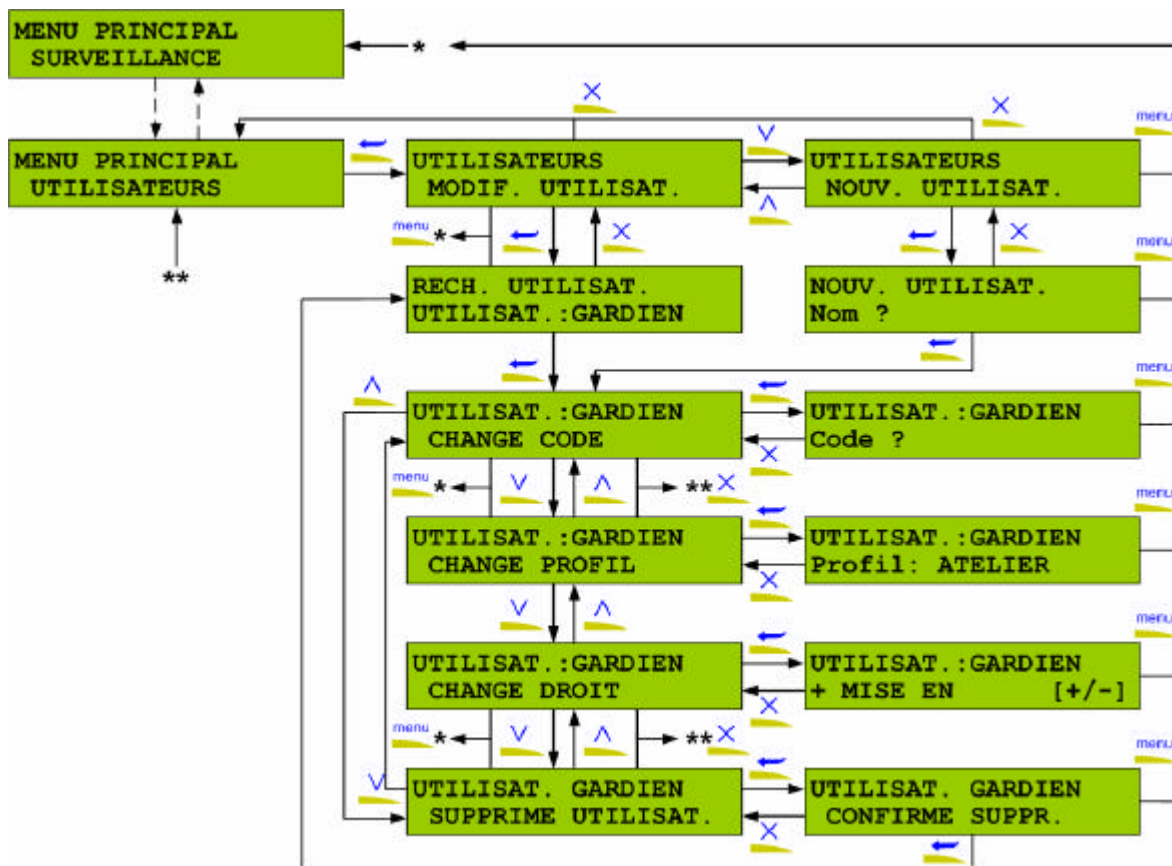 MENU PRINCIPAL
SURVEILLANCE
*
MENU PRINCIPAL
UTILISATEURS
**
UTILISATEURS
MODIF. UTILISAT.
UTILISATEURS
NOUV. UTILISAT.
menu
menu *
RECH. UTILISAT.
UTILISAT.:GARDIEN
NOUV. UTILISAT.
Nom ?
menu
UTILISAT.:GARDIEN
CHANGE CODE
UTILISAT.:GARDIEN
Code ?
menu
menu *
**
UTILISAT.:GARDIEN
CHANGE PROFIL
UTILISAT.:GARDIEN
Profil: ATELIER
menu
UTILISAT.:GARDIEN
CHANGE DROIT
UTILISAT.:GARDIEN
+ MISE EN [+/-]
menu
menu *
**
UTILISAT. GARDIEN
SUPPRIME UTILISAT.
UTILISAT. GARDIEN
CONFIRME SUPPR.
menu